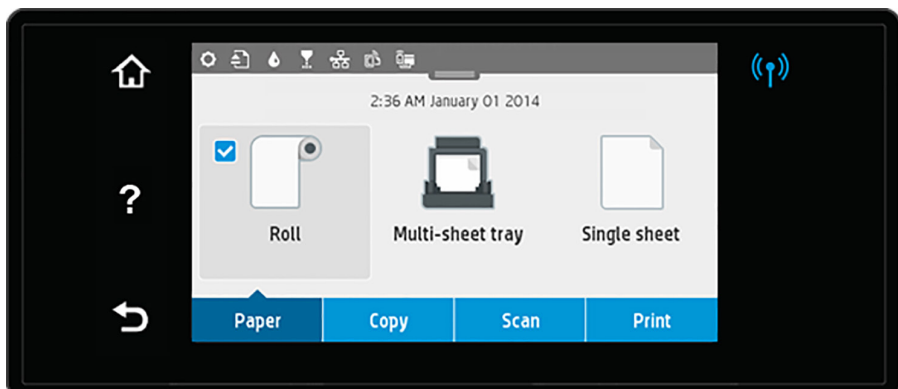 2:36 AM January 01 2014
Roll
Multi-sheet tray
Single sheet
Paper
Copy
Scan
Print